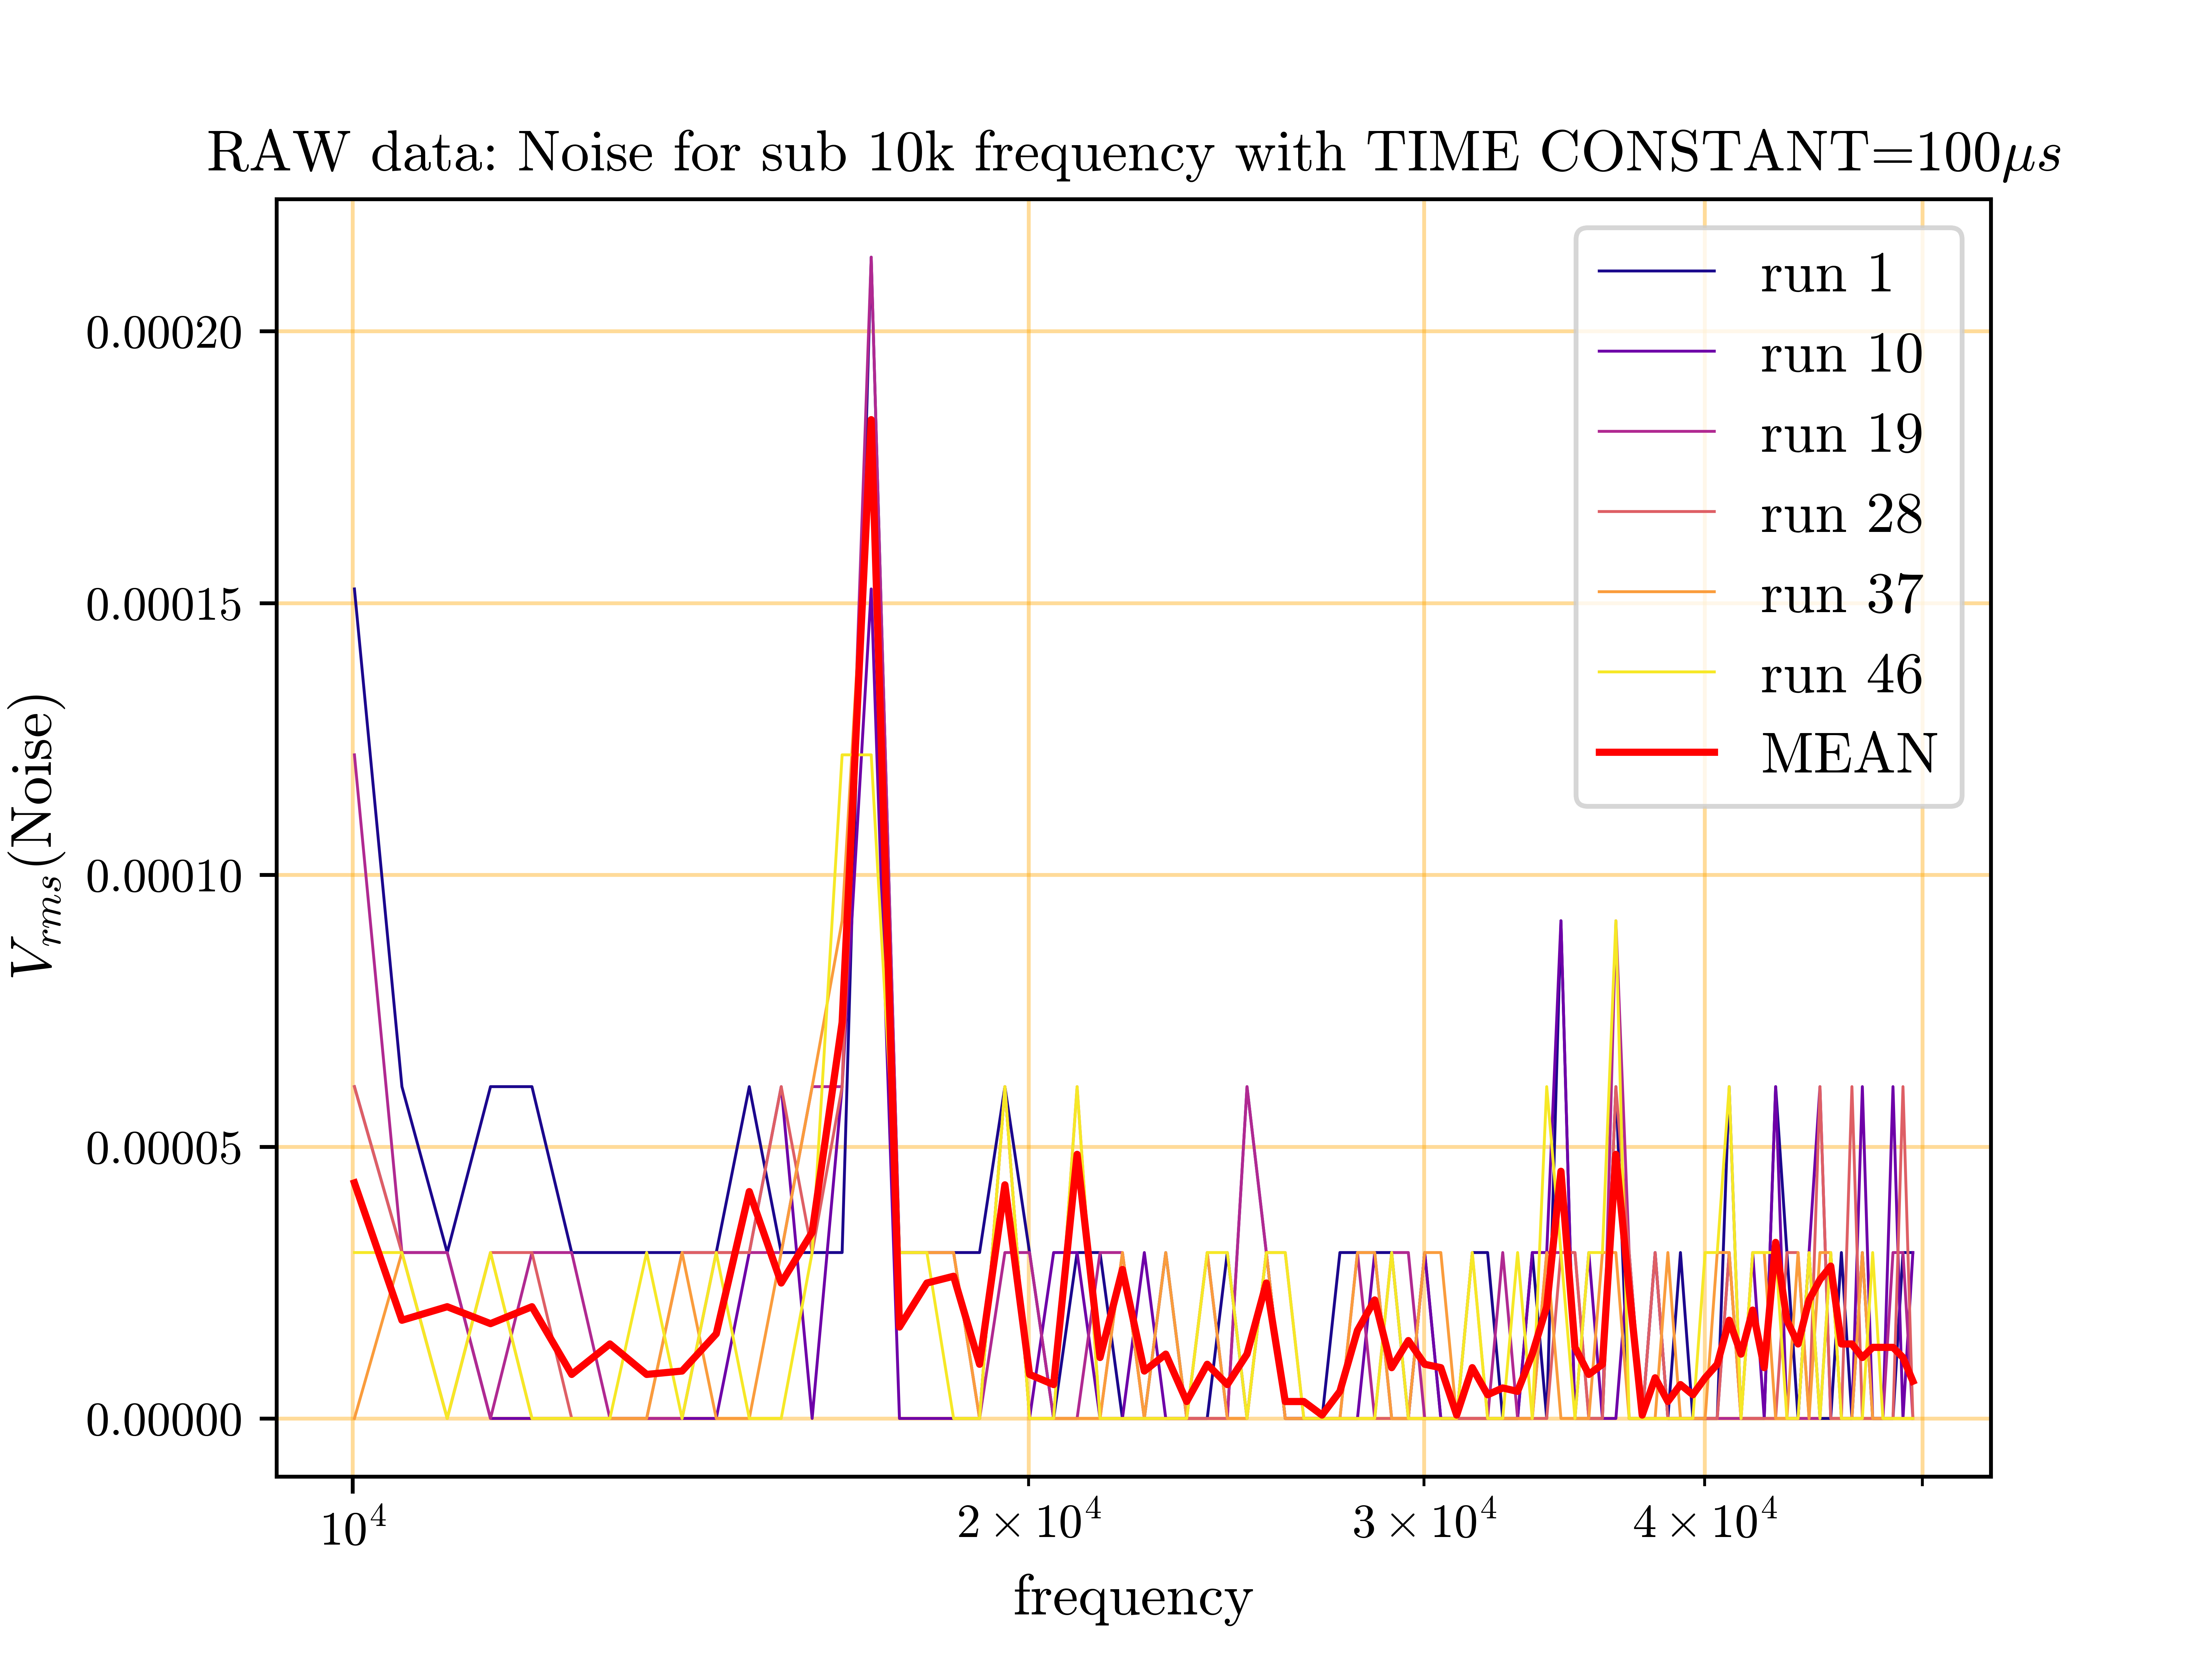 RAW data: Noise for sub 10k frequency with TIME CONSTANT=100μs
run 1
run 10
run 19
run 28
run 37
run 46
MEAN
V_{rms}(Noise)
0.00020
0.00015
0.00010
0.00005
0.00000
10^4
2 × 10^4
3 × 10^4
4 × 10^4
frequency